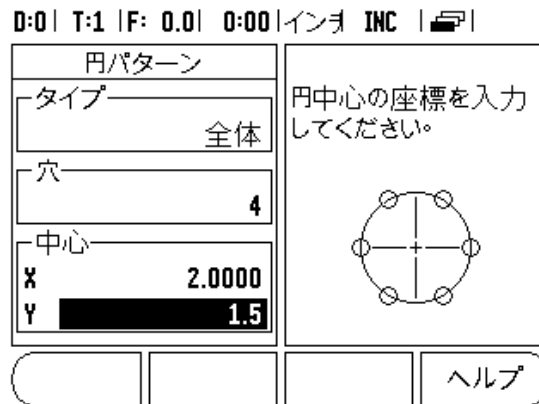 D:0 T:1 F: 0.0 0:00 インチ INC
円パターン
タイプ
全体
穴
4
中心
X 2.0000
Y 1.5
円中心の座標を入力
してください。
ヘルプ